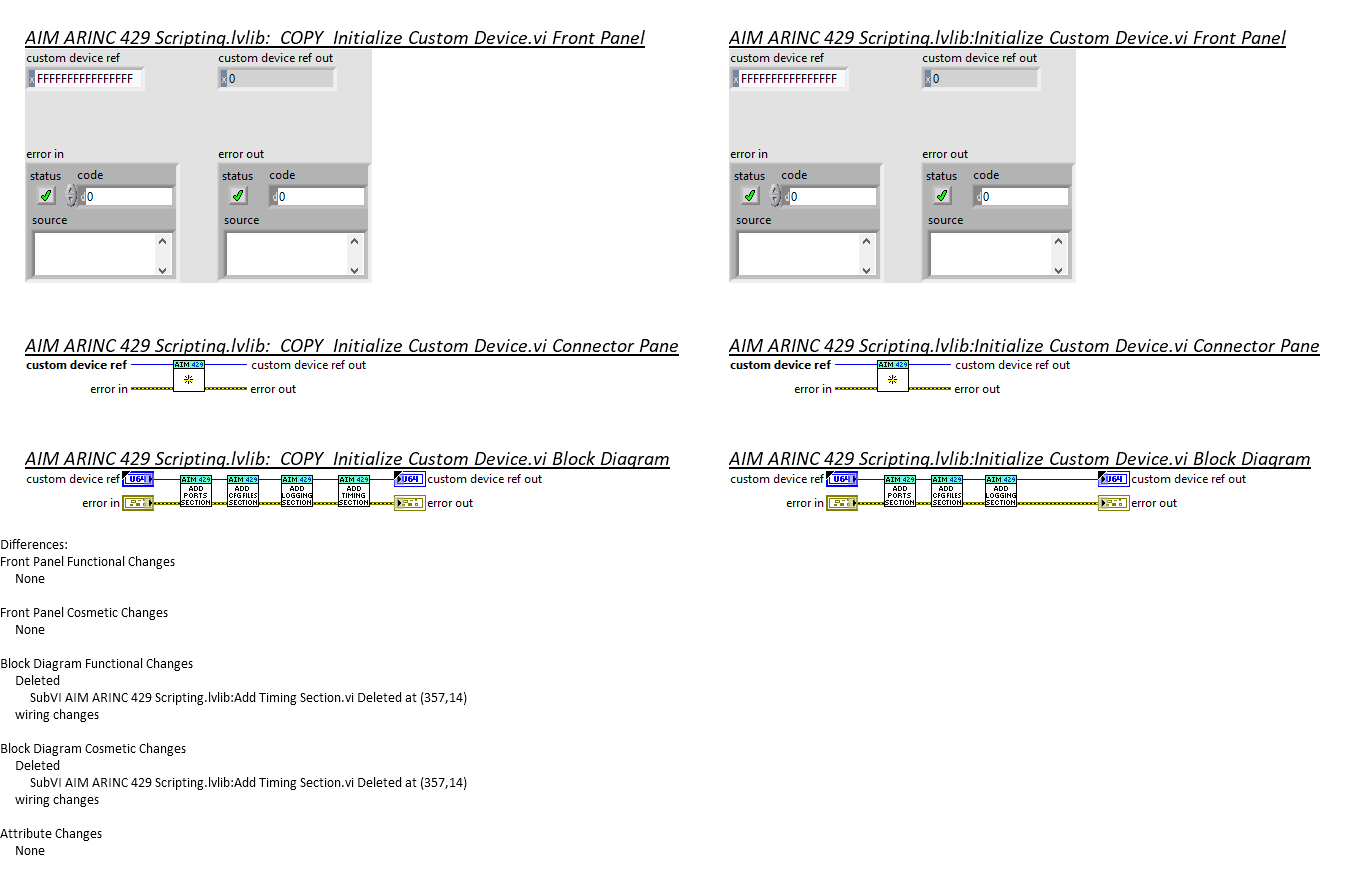 AIM ARINC 429 Scripting.lvlib:  COPY  Initialize Custom Device.vi Front Panel
custom device ref
custom device ref out
x FFFFFFFFFFFFFFFF
x 0
error in
error out
status code
status code
d 0
d 0
source
source
AIM ARINC 429 Scripting.lvlib:  COPY  Initialize Custom Device.vi Connector Pane
custom device ref
AIM 429
custom device ref out
error in
error out
AIM ARINC 429 Scripting.lvlib:  COPY  Initialize Custom Device.vi Block Diagram
custom device ref
U64
AIM 429
AIM 429
AIM 429
AIM 429
U64
custom device ref out
error in
ADD
PORTS
SECTION
ADD
CFGFILES
SECTION
ADD
LOGGING
SECTION
ADD
TIMING
SECTION
error out
AIM ARINC 429 Scripting.lvlib:Initialize Custom Device.vi Front Panel
custom device ref
custom device ref out
x FFFFFFFFFFFFFFFF
x 0
error in
error out
status code
status code
d 0
d 0
source
source
AIM ARINC 429 Scripting.lvlib:Initialize Custom Device.vi Connector Pane
custom device ref
AIM 429
custom device ref out
error in
error out
AIM ARINC 429 Scripting.lvlib:Initialize Custom Device.vi Block Diagram
custom device ref
U64
AIM 429
AIM 429
AIM 429
U64
custom device ref out
error in
ADD
PORTS
SECTION
ADD
CFGFILES
SECTION
ADD
LOGGING
SECTION
error out
Differences:
Front Panel Functional Changes
None
Front Panel Cosmetic Changes
None
Block Diagram Functional Changes
Deleted
SubVI AIM ARINC 429 Scripting.lvlib:Add Timing Section.vi Deleted at (357,14)
wiring changes
Block Diagram Cosmetic Changes
Deleted
SubVI AIM ARINC 429 Scripting.lvlib:Add Timing Section.vi Deleted at (357,14)
wiring changes
Attribute Changes
None